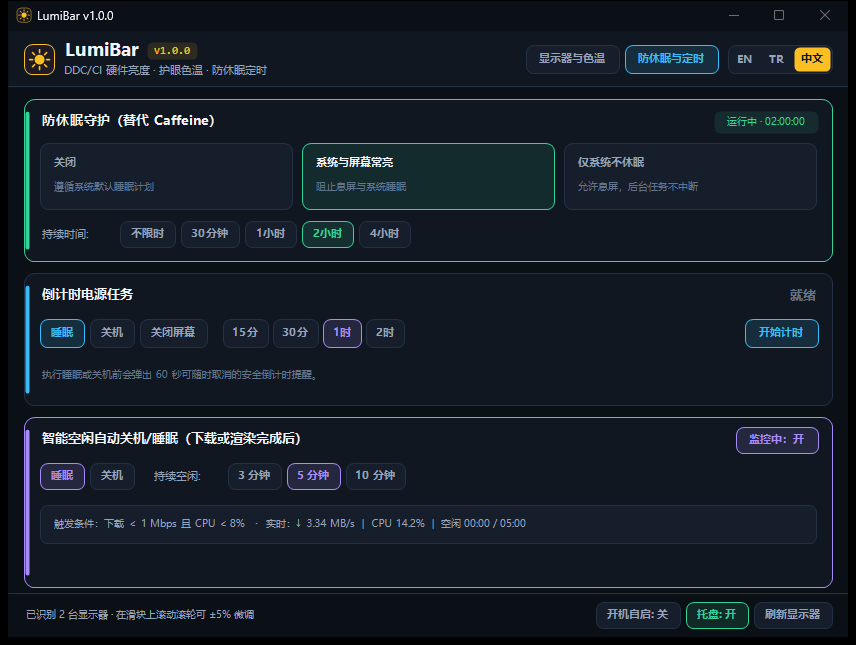 LumiBar v1.0.0
LumiBar v1.0.0
DDC/CI 硬件亮度 · 护眼色温 · 防休眠定时
显示器与色温 防休眠与定时 EN TR 中文
防休眠守护（替代 Caffeine） 运行中 · 02:00:00
关闭 系统与屏幕常亮 仅系统不休眠
遵循系统默认睡眠计划 阻止息屏与系统睡眠 允许息屏，后台任务不中断
持续时间: 不限时 30分钟 1小时 2小时 4小时
倒计时电源任务 就绪
睡眠 关机 关闭屏幕 15分 30分 1时 2时 开始计时
执行睡眠或关机前会弹出 60 秒可随时取消的安全倒计时提醒。
智能空闲自动关机/睡眠（下载或渲染完成后） 监控中：开
睡眠 关机 持续空闲: 3 分钟 5 分钟 10 分钟
触发条件：下载 < 1 Mbps 且 CPU < 8% · 实时：↓ 3.34 MB/s | CPU 14.2% | 空闲 00:00 / 05:00
已识别 2 台显示器 · 在滑块上滚动滚轮可 ±5% 微调 开机自启: 关 托盘: 开 刷新显示器